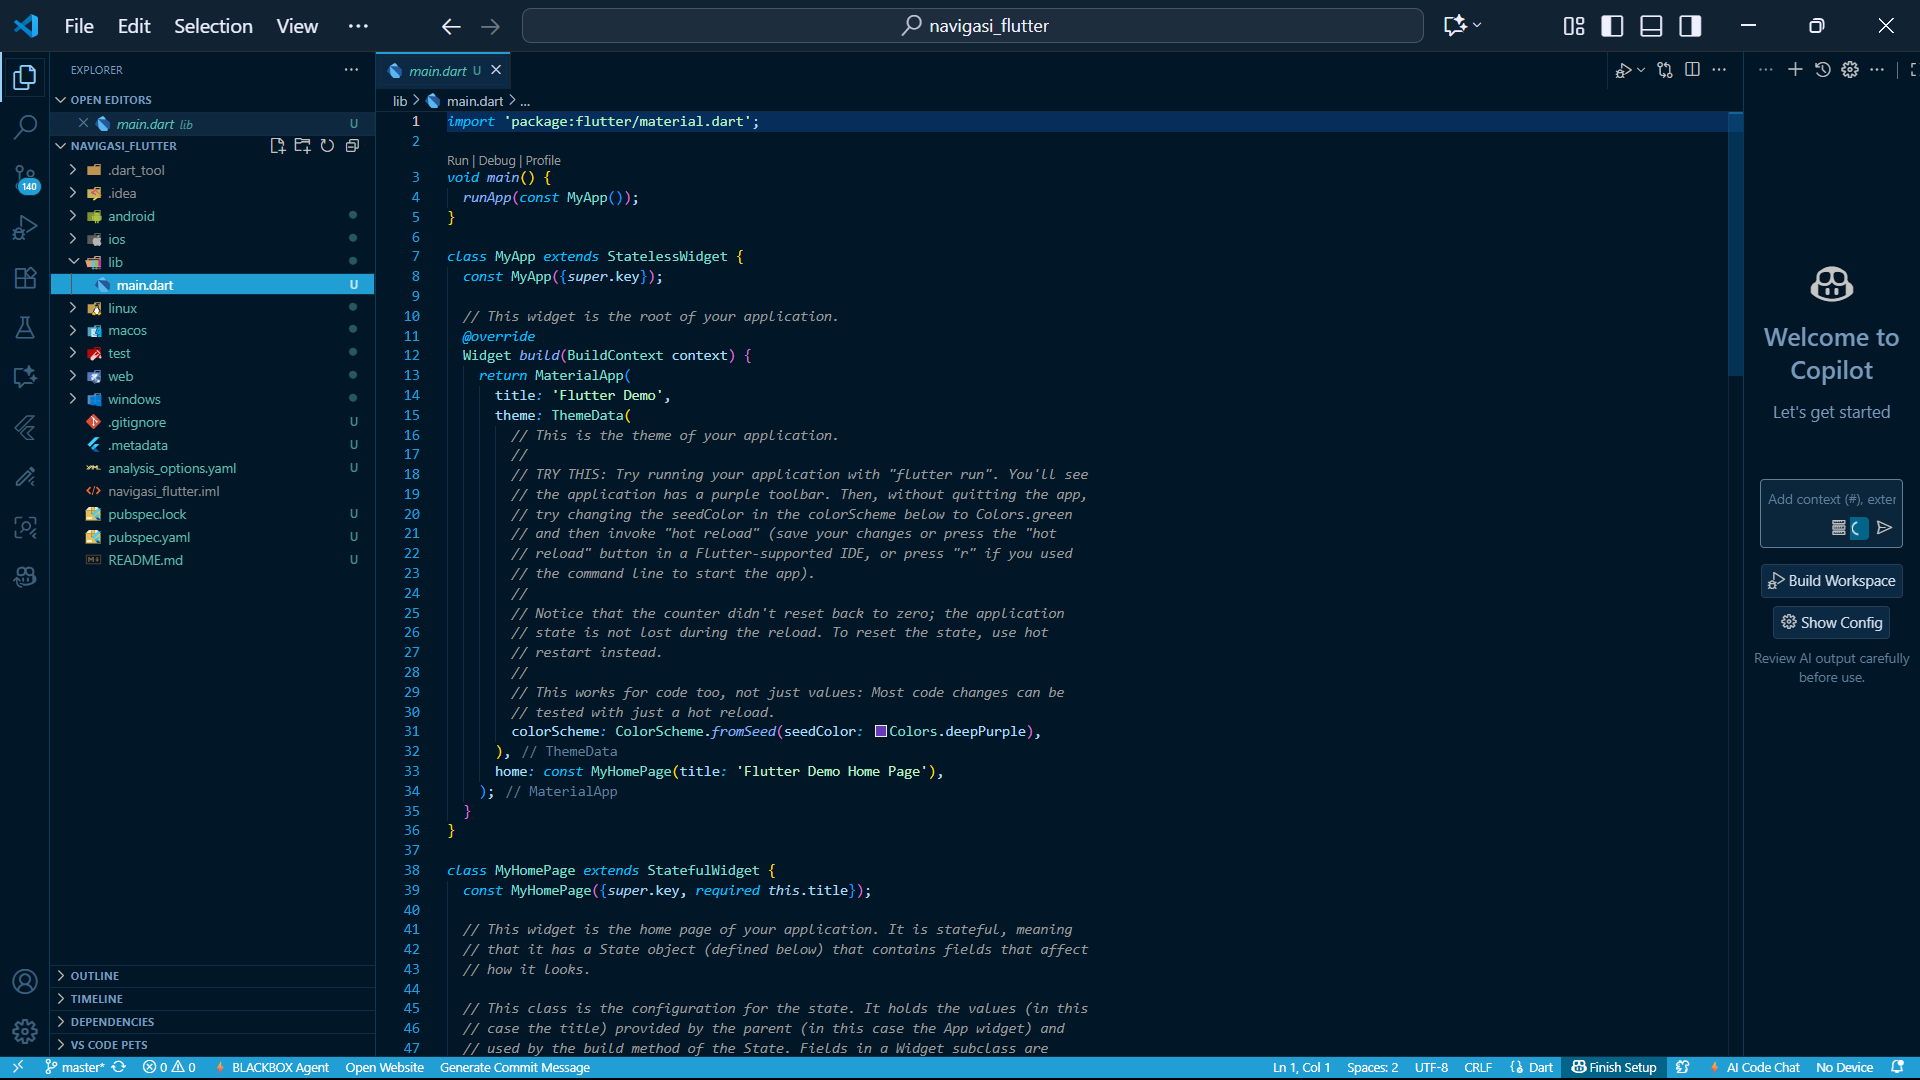 File Edit Selection View
navigasi_flutter
EXPLORER
OPEN EDITORS
main.dart lib U
NAVIGASI_FLUTTER
.dart_tool
.idea
android
ios
lib
main.dart U
linux
macos
test
web
windows
.gitignore U
.metadata U
analysis_options.yaml U
navigasi_flutter.iml
pubspec.lock U
pubspec.yaml U
README.md U
OUTLINE
TIMELINE
DEPENDENCIES
VS CODE PETS
140
main.dart U
lib > main.dart > ...
1 import 'package:flutter/material.dart';
2
Run | Debug | Profile
3 void main() {
4 runApp(const MyApp());
5 }
6
7 class MyApp extends StatelessWidget {
8 const MyApp({super.key});
9
10 // This widget is the root of your application.
11 @override
12 Widget build(BuildContext context) {
13 return MaterialApp(
14 title: 'Flutter Demo',
15 theme: ThemeData(
16 // This is the theme of your application.
17 //
18 // TRY THIS: Try running your application with "flutter run". You'll see
19 // the application has a purple toolbar. Then, without quitting the app,
20 // try changing the seedColor in the colorScheme below to Colors.green
21 // and then invoke "hot reload" (save your changes or press the "hot
22 // reload" button in a Flutter-supported IDE, or press "r" if you used
23 // the command line to start the app).
24 //
25 // Notice that the counter didn't reset back to zero; the application
26 // state is not lost during the reload. To reset the state, use hot
27 // restart instead.
28 //
29 // This works for code too, not just values: Most code changes can be
30 // tested with just a hot reload.
31 colorScheme: ColorScheme.fromSeed(seedColor: Colors.deepPurple),
32 ), // ThemeData
33 home: const MyHomePage(title: 'Flutter Demo Home Page'),
34 ); // MaterialApp
35 }
36 }
37
38 class MyHomePage extends StatefulWidget {
39 const MyHomePage({super.key, required this.title});
40
41 // This widget is the home page of your application. It is stateful, meaning
42 // that it has a State object (defined below) that contains fields that affect
43 // how it looks.
44
45 // This class is the configuration for the state. It holds the values (in this
46 // case the title) provided by the parent (in this case the App widget) and
47 // used by the build method of the State. Fields in a Widget subclass are
Welcome to
Copilot
Let's get started
Add context (#), exter
Build Workspace
Show Config
Review AI output carefully
before use.
master* 0 0 BLACKBOX Agent Open Website Generate Commit Message Ln 1, Col 1 Spaces: 2 UTF-8 CRLF {} Dart Finish Setup AI Code Chat No Device